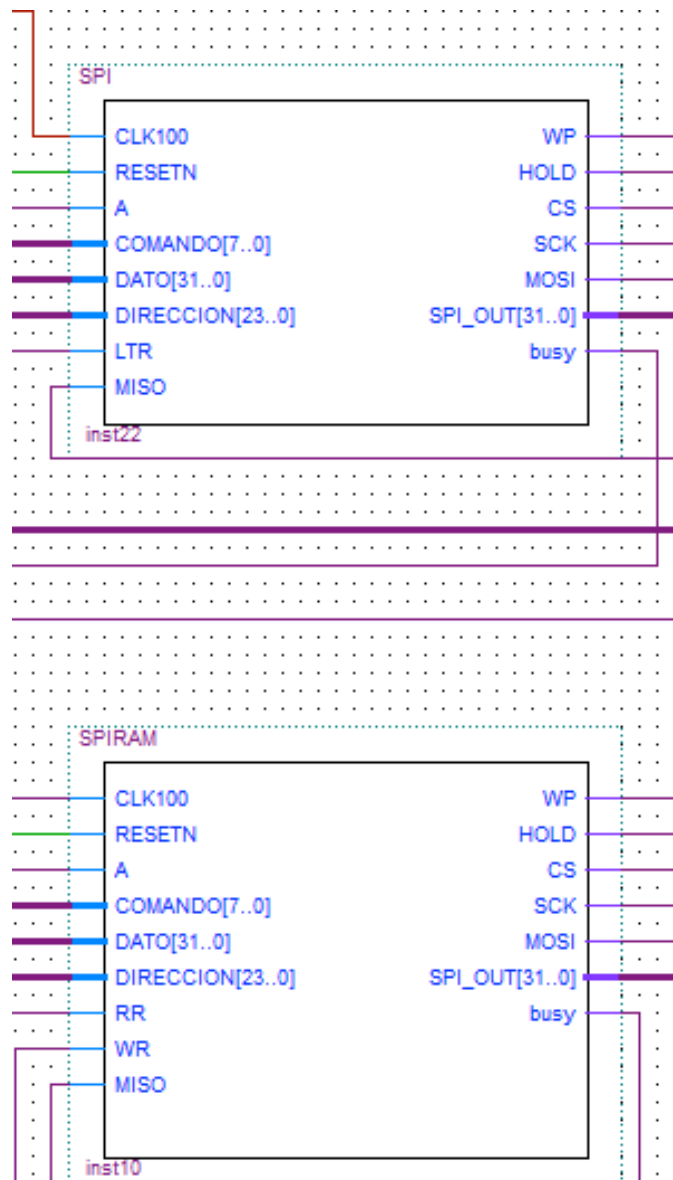 SPI
CLK100 WP
RESETN HOLD
A CS
COMANDO[7..0] SCK
DATO[31..0] MOSI
DIRECCION[23..0] SPI_OUT[31..0]
LTR busy
MISO
inst22
SPIRAM
CLK100 WP
RESETN HOLD
A CS
COMANDO[7..0] SCK
DATO[31..0] MOSI
DIRECCION[23..0] SPI_OUT[31..0]
RR busy
WR
MISO
inst10